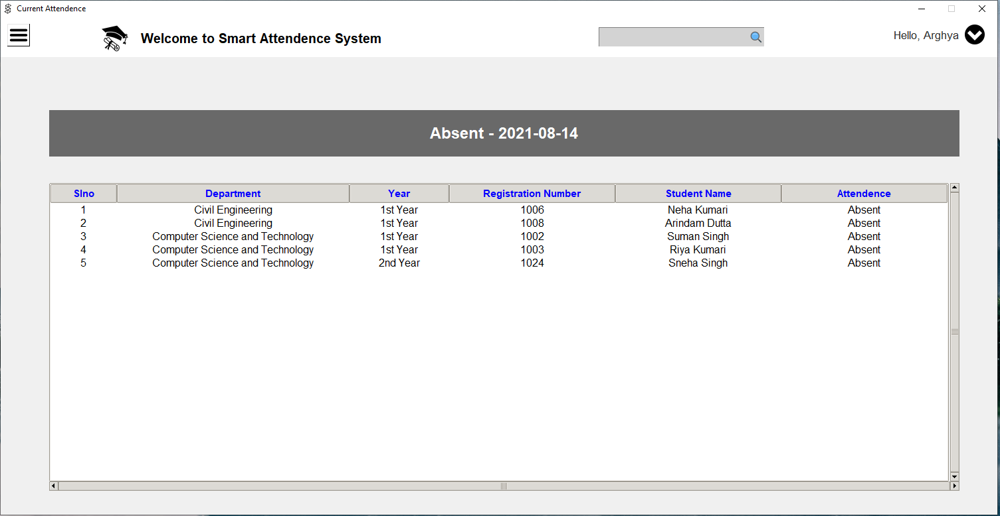 Current Attendence
Welcome to Smart Attendence System
Hello, Arghya
Absent - 2021-08-14
Slno Department Year Registration Number Student Name Attendence
1 Civil Engineering 1st Year 1006 Neha Kumari Absent
2 Civil Engineering 1st Year 1008 Arindam Dutta Absent
3 Computer Science and Technology 1st Year 1002 Suman Singh Absent
4 Computer Science and Technology 1st Year 1003 Riya Kumari Absent
5 Computer Science and Technology 2nd Year 1024 Sneha Singh Absent